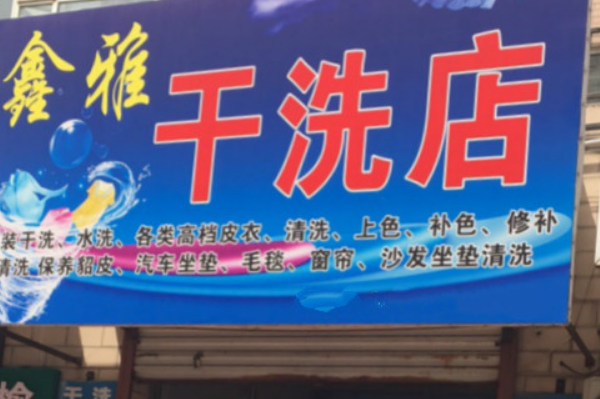 鑫雅
干洗店
装干洗、水洗、各类高档皮衣、清洗、上色、补色、修补
清洗 保养貂皮、汽车坐垫、毛毯、窗帘、沙发坐垫清洗
干洗